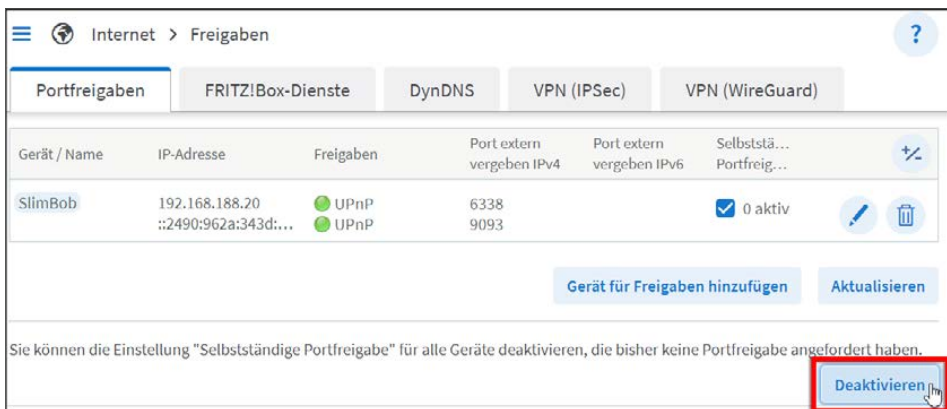 Internet > Freigaben
?
Portfreigaben FRITZ!Box-Dienste DynDNS VPN (IPSec) VPN (WireGuard)
Gerät / Name IP-Adresse Freigaben Port extern vergeben IPv4 Port extern vergeben IPv6 Selbststä... Portfreig...
SlimBob 192.168.188.20 UPnP 6338 0 aktiv
::2490:962a:343d:... UPnP 9093
Gerät für Freigaben hinzufügen Aktualisieren
Sie können die Einstellung "Selbstständige Portfreigabe" für alle Geräte deaktivieren, die bisher keine Portfreigabe angefordert haben.
Deaktivieren